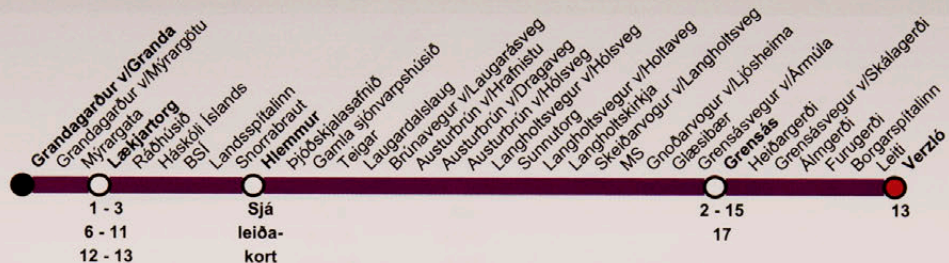 Grandagarður v/Granda
Grandagarður v/Mýrargötu
Mýrargata
Lækjartorg
Ráðhúsið
Háskóli Íslands
BSÍ
Landsspítalinn
Snorrabraut
Hlemmur
Þjóðskjalasafnið
Gamla sjónvarpshúsið
Teigar
Laugardalslaug
Brúnavegur v/Laugarásveg
Austurbrún v/Hrafnistu
Austurbrún v/Dragaveg
Austurbrún v/Hólsveg
Langholtsvegur v/Hólsveg
Sunnutorg
Langholtsvegur v/Holtaveg
Langholtskirkja
Skeiðarvogur v/Langholtsveg
MS
Gnoðarvogur v/Ljósheima
Glæsibær
Grensásvegur v/Ármúla
Grensás
Heiðargerði
Grensásvegur v/Skálagerði
Álmgerði
Furugerði
Borgarspítalinn
Leiti
Verzló
1 - 3
6 - 11
12 - 13
Sjá
leiða-
kort
2 - 15
17
13